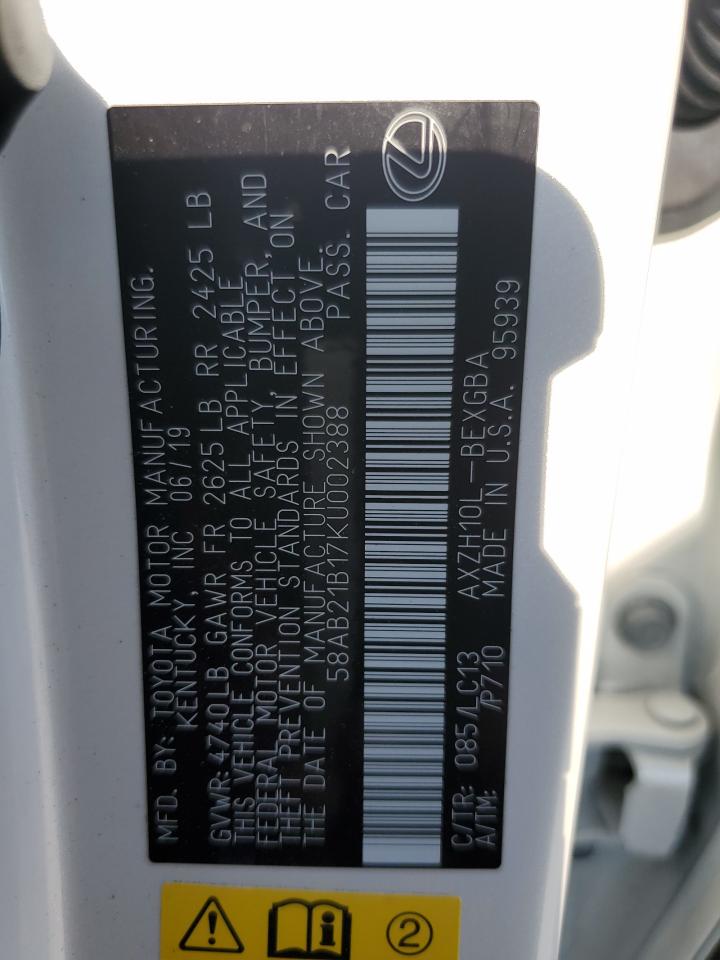 MFD. BY: TOYOTA MOTOR MANUFACTURING.
KENTUCKY, INC 06/19
GVWR: 4740LB GAWR FR 2625LB RR 2425 LB
THIS VEHICLE CONFORMS TO ALL APPLICABLE
FEDERAL MOTOR VEHICLE SAFETY, BUMPER, AND
THEFT PREVENTION STANDARDS IN EFFECT ON
THE DATE OF MANUFACTURE SHOWN ABOVE.
58AB21B17KU002388 PASS. CAR
C/TR: 085/LC13 AXZH10L-BEXGBA
A/TM: /P710 MADE IN U.S.A. 95939
2